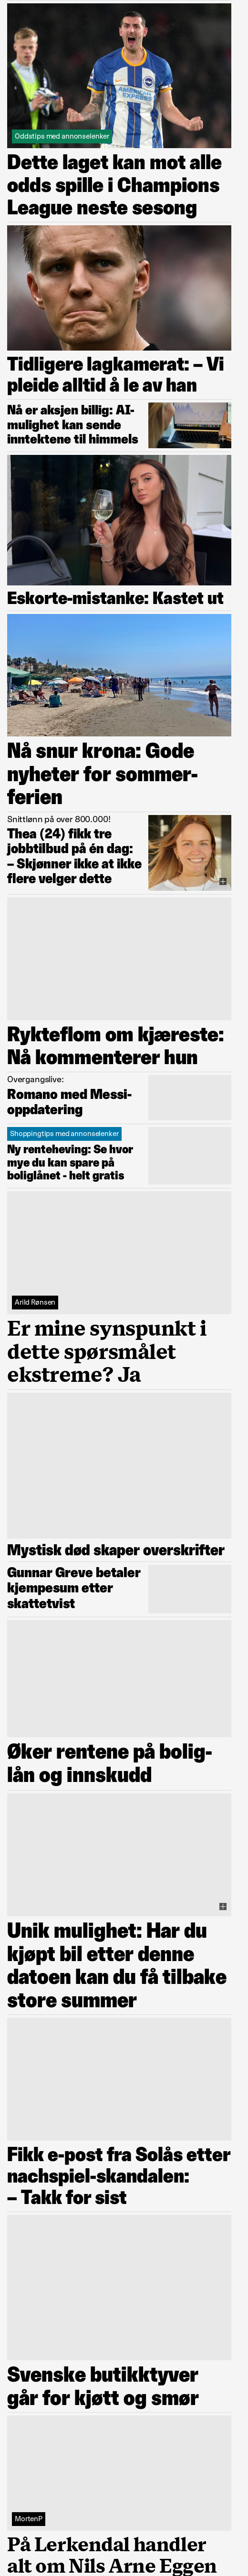 AMERICAN
EXPRESS
Oddstips med annonselenker
Dette laget kan mot alle
odds spille i Champions
League neste sesong
Tidligere lagkamerat: – Vi
pleide alltid å le av han
Nå er aksjen billig: AI-
mulighet kan sende
inntektene til himmels
Eskorte-mistanke: Kastet ut
Nå snur krona: Gode
nyheter for sommer-
ferien
Snittlønn på over 800.000!
Thea (24) fikk tre
jobbtilbud på én dag:
– Skjønner ikke at ikke
flere velger dette
Rykteflom om kjæreste:
Nå kommenterer hun
Overgangslive:
Romano med Messi-
oppdatering
Shoppingtips med annonselenker
Ny renteheving: Se hvor
mye du kan spare på
boliglånet - helt gratis
Arild Rønsen
Er mine synspunkt i
dette spørsmålet
ekstreme? Ja
Mystisk død skaper overskrifter
Gunnar Greve betaler
kjempesum etter
skattetvist
Øker rentene på bolig-
lån og innskudd
Unik mulighet: Har du
kjøpt bil etter denne
datoen kan du få tilbake
store summer
Fikk e-post fra Solås etter
nachspiel-skandalen:
– Takk for sist
Svenske butikktyver
går for kjøtt og smør
MortenP
På Lerkendal handler
alt om Nils Arne Eggen